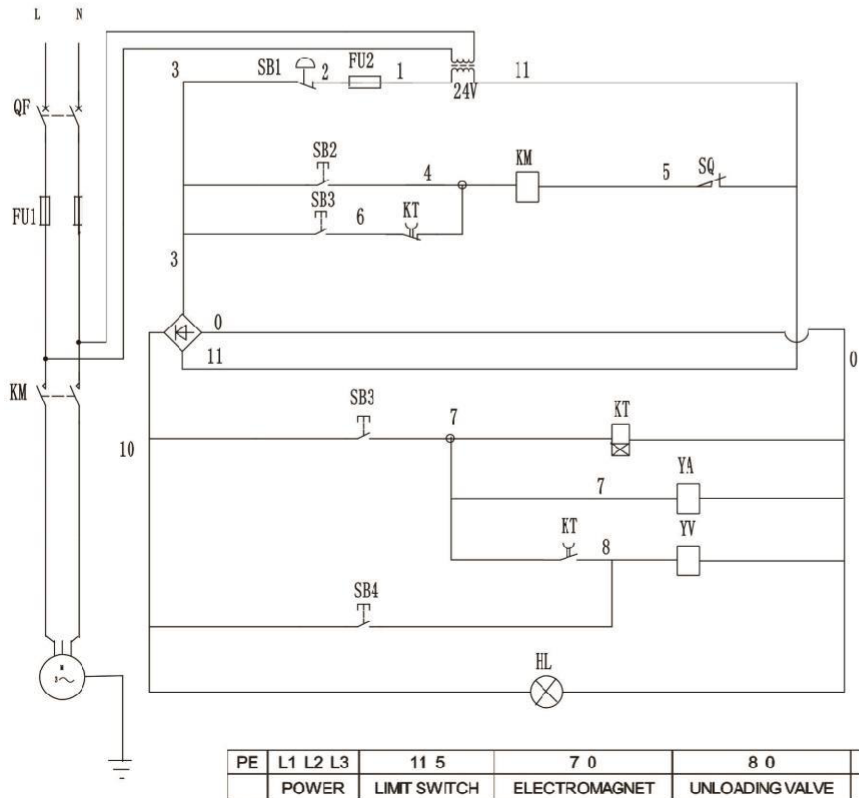 L N
3 SB1 2 FU2 1 11
24V
QF
SB2 4 KM 5 SQ
SB3 6 KT
FU1
3
0
11
0
KM
SB3 7 KT
10
7 YA
KT 8 YV
SB4
HL
M
3~
PE L1 L2 L3 11 5 7 0 8 0
POWER LIMIT SWITCH ELECTROMAGNET UNLOADING VALVE